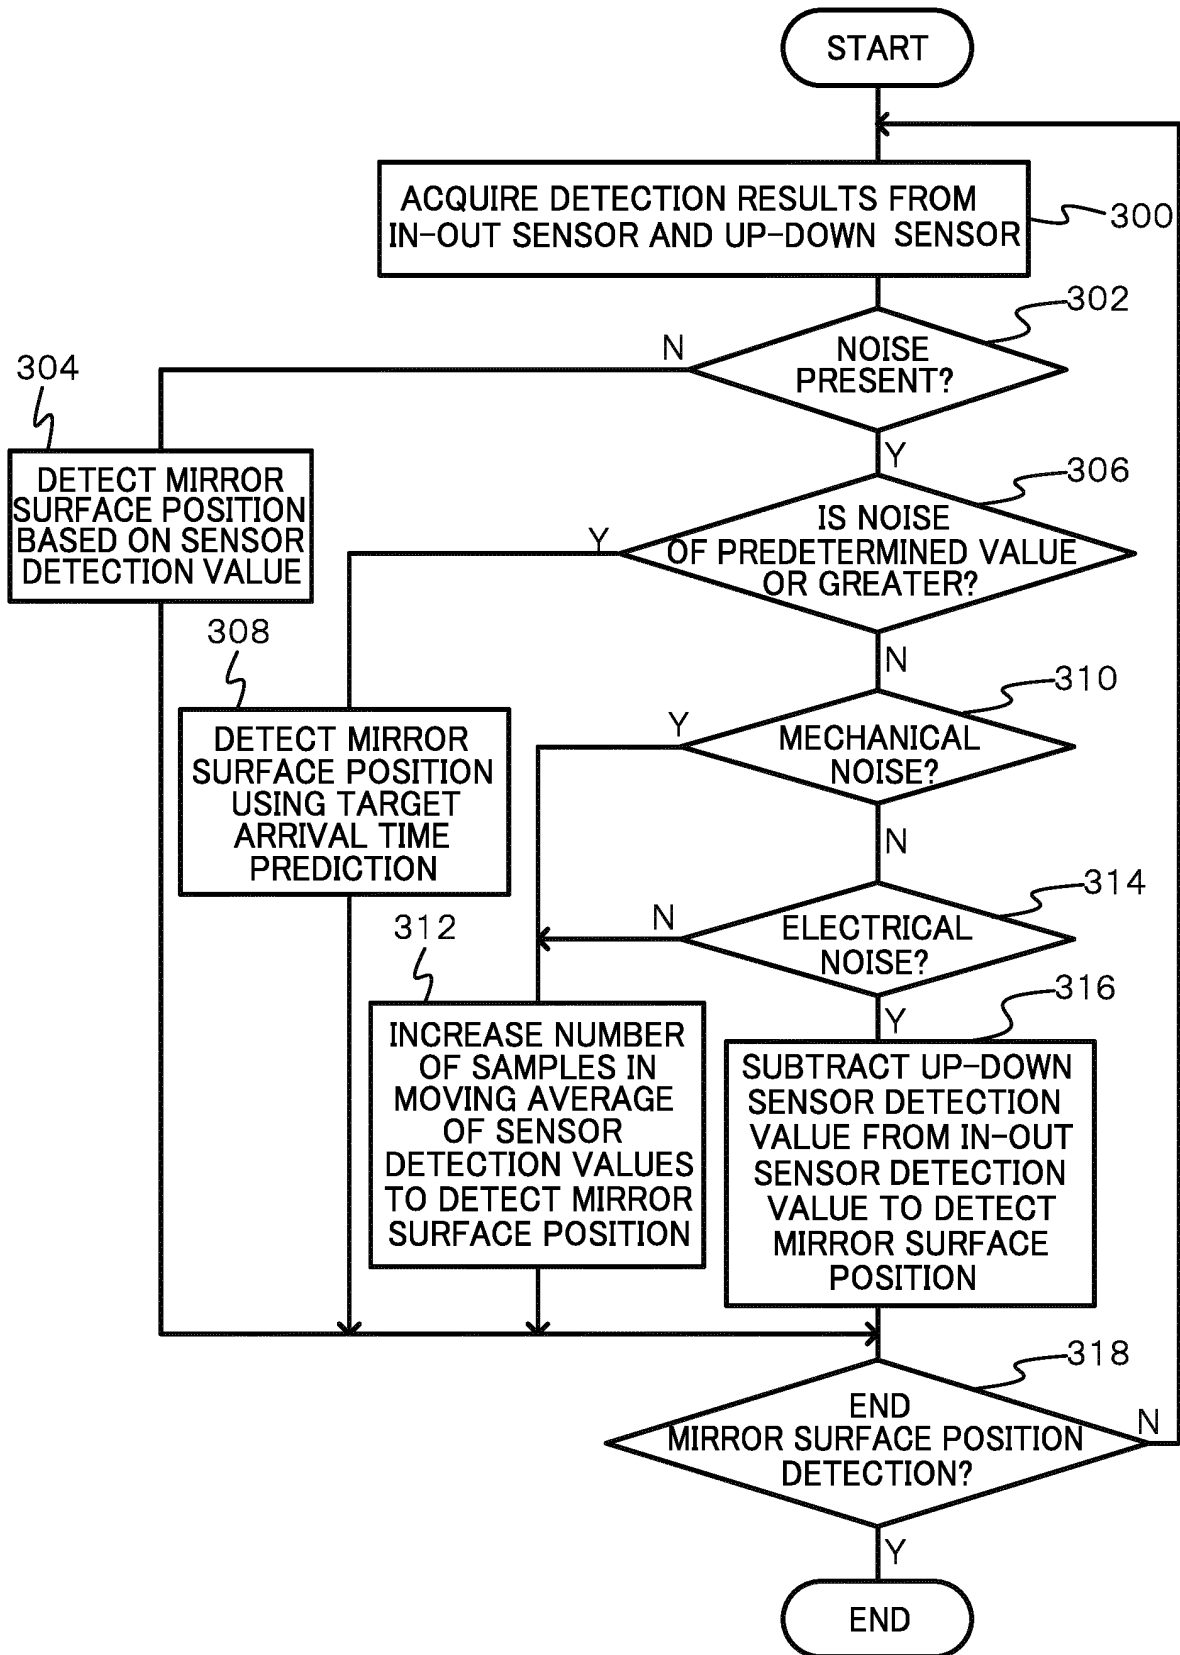 START
ACQUIRE DETECTION RESULTS FROM
IN-OUT SENSOR AND UP-DOWN SENSOR
300
302
NOISE
PRESENT?
N
Y
304
DETECT MIRROR
SURFACE POSITION
BASED ON SENSOR
DETECTION VALUE
306
IS NOISE
OF PREDETERMINED VALUE
OR GREATER?
Y
N
308
DETECT MIRROR
SURFACE POSITION
USING TARGET
ARRIVAL TIME
PREDICTION
310
MECHANICAL
NOISE?
Y
N
312
INCREASE NUMBER
OF SAMPLES IN
MOVING AVERAGE
OF SENSOR
DETECTION VALUES
TO DETECT MIRROR
SURFACE POSITION
314
ELECTRICAL
NOISE?
N
Y
316
SUBTRACT UP-DOWN
SENSOR DETECTION
VALUE FROM IN-OUT
SENSOR DETECTION
VALUE TO DETECT
MIRROR SURFACE
POSITION
318
END
MIRROR SURFACE POSITION
DETECTION?
N
Y
END